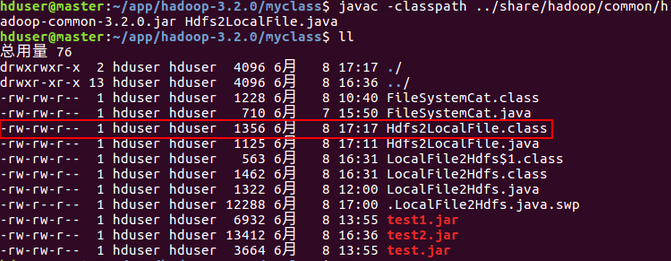 hduser@master:~/app/hadoop-3.2.0/myclass$ javac -classpath ../share/hadoop/common/h
adoop-common-3.2.0.jar Hdfs2LocalFile.java
hduser@master:~/app/hadoop-3.2.0/myclass$ ll
总用量 76
drwxrwxr-x 2 hduser hduser 4096 6月 8 17:17 ./
drwxrwxr-x 13 hduser hduser 4096 6月 8 16:36 ../
-rw-rw-r-- 1 hduser hduser 1228 6月 8 10:40 FileSystemCat.class
-rw-rw-r-- 1 hduser hduser 710 6月 7 15:50 FileSystemCat.java
-rw-rw-r-- 1 hduser hduser 1356 6月 8 17:17 Hdfs2LocalFile.class
-rw-rw-r-- 1 hduser hduser 1125 6月 8 17:11 Hdfs2LocalFile.java
-rw-rw-r-- 1 hduser hduser 563 6月 8 16:31 LocalFile2Hdfs$1.class
-rw-rw-r-- 1 hduser hduser 1462 6月 8 16:31 LocalFile2Hdfs.class
-rw-rw-r-- 1 hduser hduser 1322 6月 8 12:00 LocalFile2Hdfs.java
-rw-r--r-- 1 hduser hduser 12288 6月 8 17:00 .LocalFile2Hdfs.java.swp
-rw-rw-r-- 1 hduser hduser 6932 6月 8 13:55 test1.jar
-rw-rw-r-- 1 hduser hduser 13412 6月 8 16:36 test2.jar
-rw-rw-r-- 1 hduser hduser 3664 6月 8 13:55 test.jar